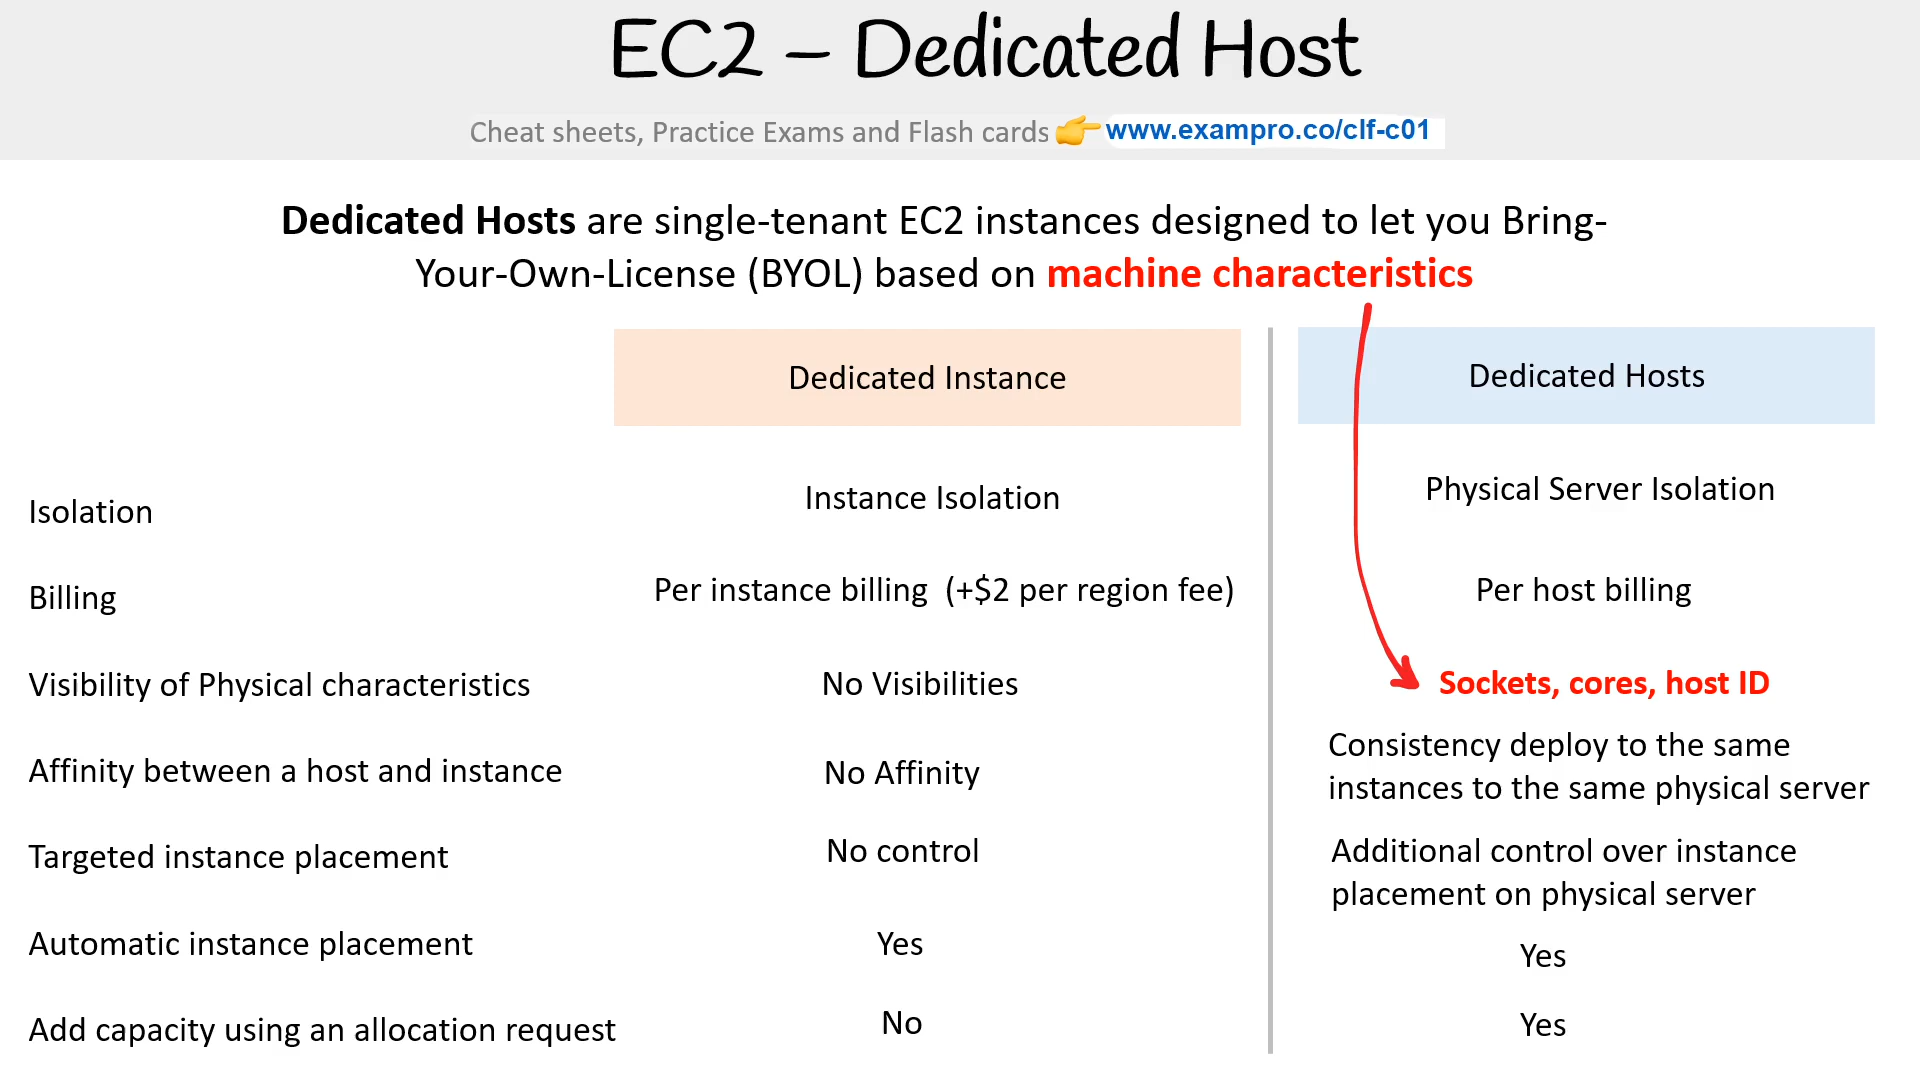 EC2 – Dedicated Host
Cheat sheets, Practice Exams and Flash cards 👉 www.exampro.co/clf-c01
Dedicated Hosts are single-tenant EC2 instances designed to let you Bring-
Your-Own-License (BYOL) based on machine characteristics
Dedicated Instance
Dedicated Hosts
Isolation
Instance Isolation
Physical Server Isolation
Billing
Per instance billing (+$2 per region fee)
Per host billing
Visibility of Physical characteristics
No Visibilities
Sockets, cores, host ID
Affinity between a host and instance
No Affinity
Consistency deploy to the same
instances to the same physical server
Targeted instance placement
No control
Additional control over instance
placement on physical server
Automatic instance placement
Yes
Yes
Add capacity using an allocation request
No
Yes